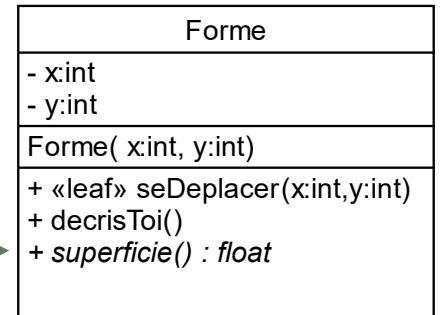 Forme
- x:int
- y:int
Forme( x:int, y:int)
+ «leaf» seDeplacer(x:int,y:int)
+ decrisToi()
+ superficie() : float